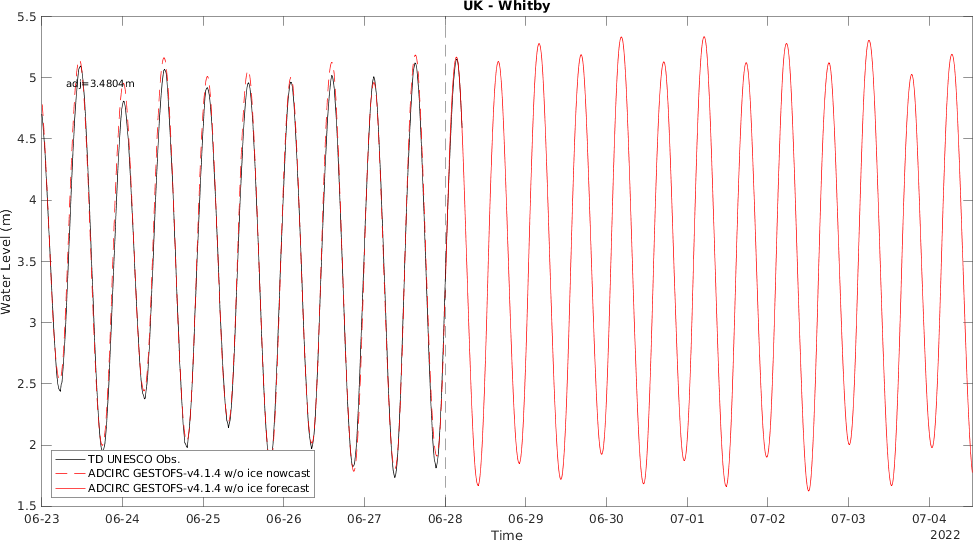 UK - Whitby
5.5
5
4.5
4
3.5
3
2.5
2
1.5
Water Level (m)
adj=3.4804m
TD UNESCO Obs.
ADCIRC GESTOFS-v4.1.4 w/o ice nowcast
ADCIRC GESTOFS-v4.1.4 w/o ice forecast
06-23 06-24 06-25 06-26 06-27 06-28 06-29 06-30 07-01 07-02 07-03 07-04
Time
2022